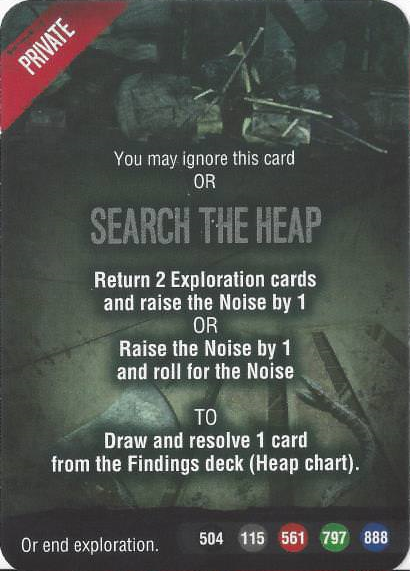 PRIVATE
You may ignore this card
OR
SEARCH THE HEAP
Return 2 Exploration cards
and raise the Noise by 1
OR
Raise the Noise by 1
and roll for the Noise
TO
Draw and resolve 1 card
from the Findings deck (Heap chart).
Or end exploration.
504 115 561 797 888